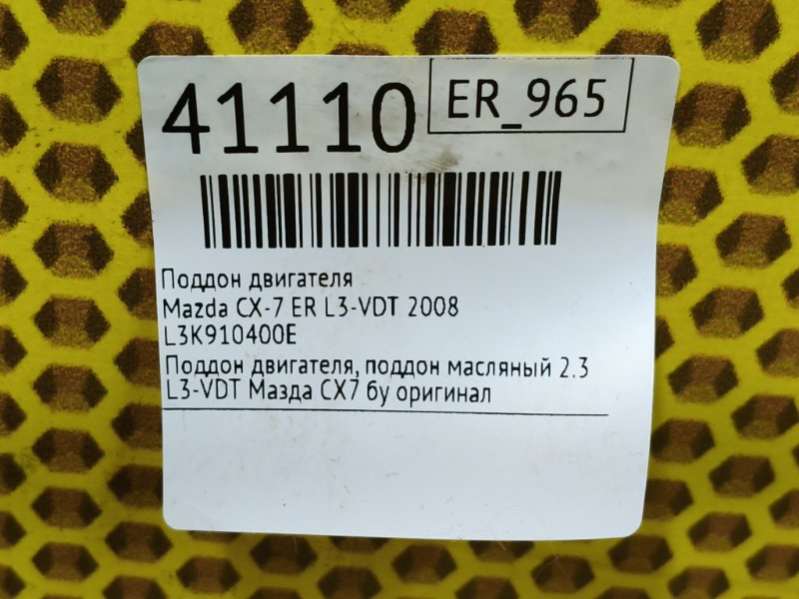 41110
ER_965
Поддон двигателя
Mazda CX-7 ER L3-VDT 2008
L3K910400E
Поддон двигателя, поддон масляный 2.3
L3-VDT Мазда CX7 бу оригинал